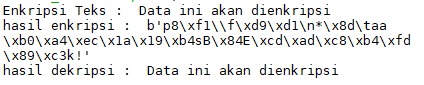 Enkripsi Teks :  Data ini akan dienkripsi
hasil enkripsi :  b'p8\xf1\\f\xd9\xd1\n*\x8d\taa
\xb0\xa4\xec\x1a\x19\xb4sB\x84E\xcd\xad\xc8\xb4\xfd
\x89\xc3k!'
hasil dekripsi :  Data ini akan dienkripsi